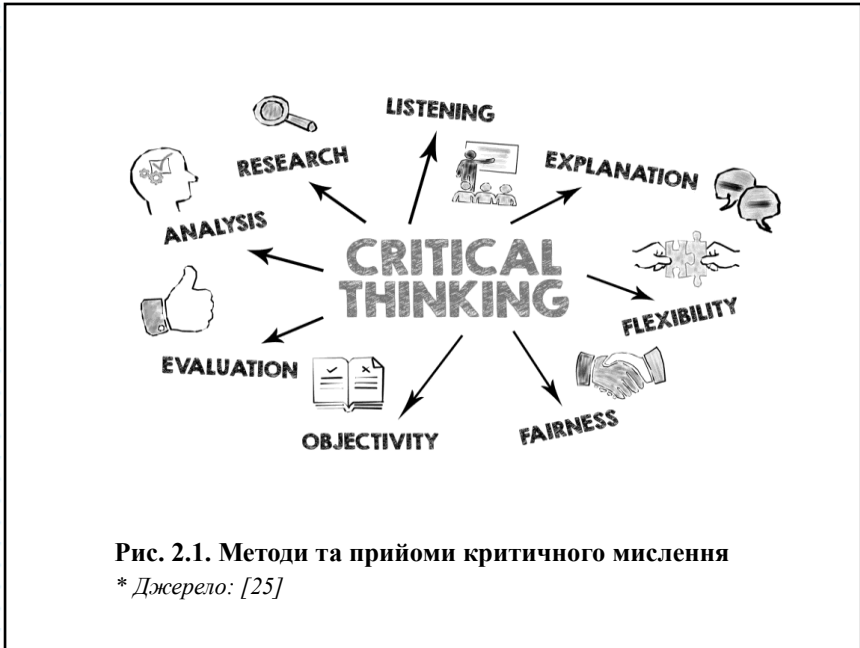 LISTENING
RESEARCH
EXPLANATION
ANALYSIS
CRITICAL
THINKING
FLEXIBILITY
EVALUATION
OBJECTIVITY
FAIRNESS
Рис. 2.1. Методи та прийоми критичного мислення
* Джерело: [25]